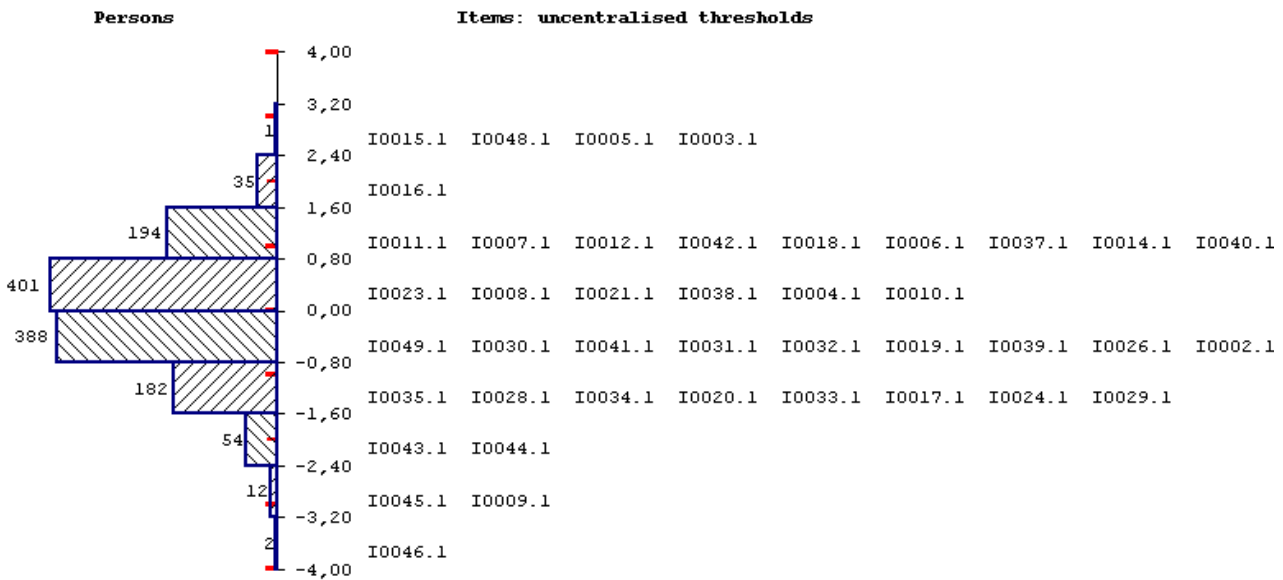 Persons Items: uncentralised thresholds
4,00
3,20
1 I0015.1 I0048.1 I0005.1 I0003.1
2,40
35 I0016.1
1,60
194 I0011.1 I0007.1 I0012.1 I0042.1 I0018.1 I0006.1 I0037.1 I0014.1 I0040.1
0,80
401 I0023.1 I0008.1 I0021.1 I0038.1 I0004.1 I0010.1
0,00
388 I0049.1 I0030.1 I0041.1 I0031.1 I0032.1 I0019.1 I0039.1 I0026.1 I0002.1
-0,80
182 I0035.1 I0028.1 I0034.1 I0020.1 I0033.1 I0017.1 I0024.1 I0029.1
-1,60
54 I0043.1 I0044.1
-2,40
12 I0045.1 I0009.1
-3,20
2 I0046.1
-4,00